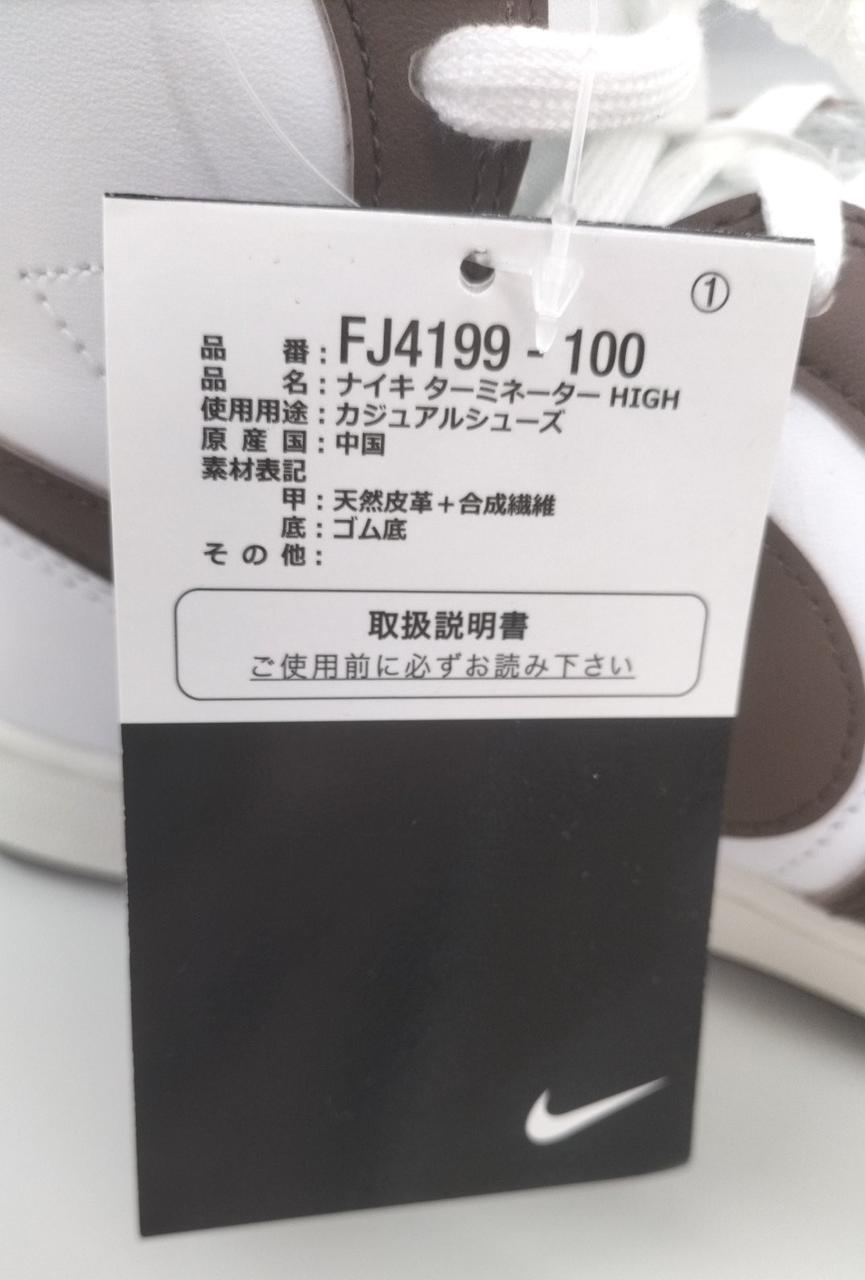 ①
品 番：FJ4199 - 100
品 名：ナイキ ターミネーター HIGH
使用用途：カジュアルシューズ
原 産 国：中国
素材表記
甲：天然皮革＋合成繊維
底：ゴム底
そ の 他：
取扱説明書
ご使用前に必ずお読み下さい